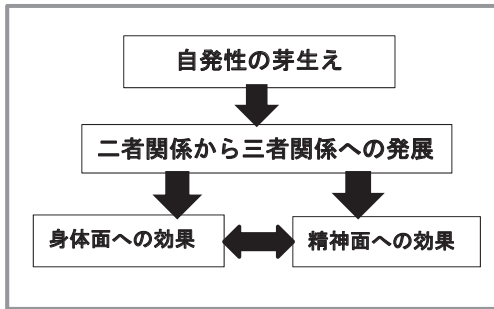 自発性の芽生え
二者関係から三者関係への発展
身体面への効果
精神面への効果